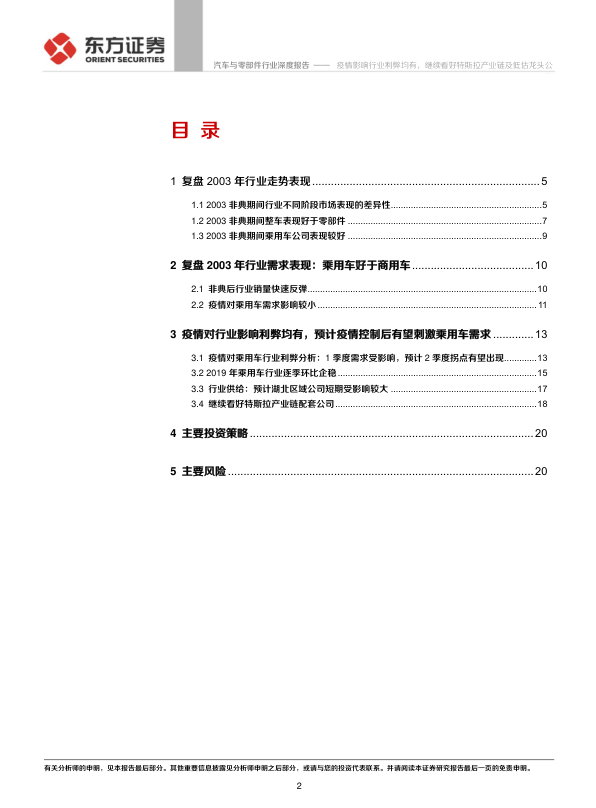 东方证券
ORIENT SECURITIES
汽车与零部件行业深度报告 —— 疫情影响行业利弊均有，继续看好特斯拉产业链及低估龙头公
目 录
1 复盘 2003 年行业走势表现 5
1.1 2003 非典期间行业不同阶段市场表现的差异性 5
1.2 2003 非典期间整车表现好于零部件 7
1.3 2003 非典期间乘用车公司表现较好 9
2 复盘 2003 年行业需求表现：乘用车好于商用车 10
2.1 非典后行业销量快速反弹 10
2.2 疫情对乘用车需求影响较小 11
3 疫情对行业影响利弊均有，预计疫情控制后有望刺激乘用车需求 13
3.1 疫情对乘用车行业利弊分析：1 季度需求受影响，预计 2 季度拐点有望出现 13
3.2 2019 年乘用车行业逐季环比企稳 15
3.3 行业供给：预计湖北区域公司短期受影响较大 17
3.4 继续看好特斯拉产业链配套公司 18
4 主要投资策略 20
5 主要风险 20
有关分析师的申明，见本报告最后部分。其他重要信息披露见分析师申明之后部分，或请与您的投资代表联系。并请阅读本证券研究报告最后一页的免责申明。
2